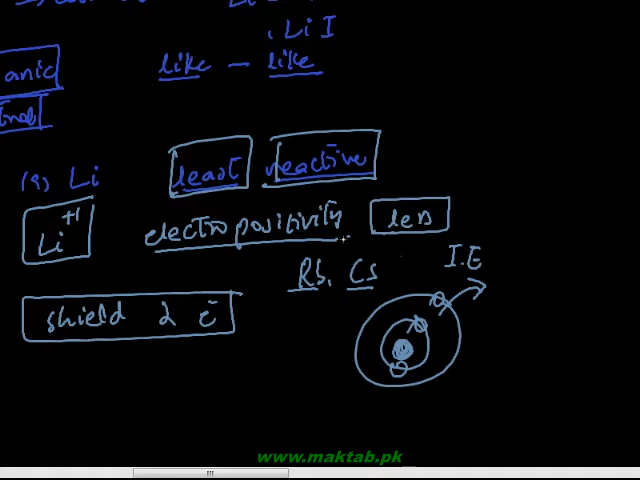 Li I
like - like
anic
(9) Li least reactive
Li +1 electropositivity less
Rb, Cs I.E
shield 2 e-
www.maktab.pk